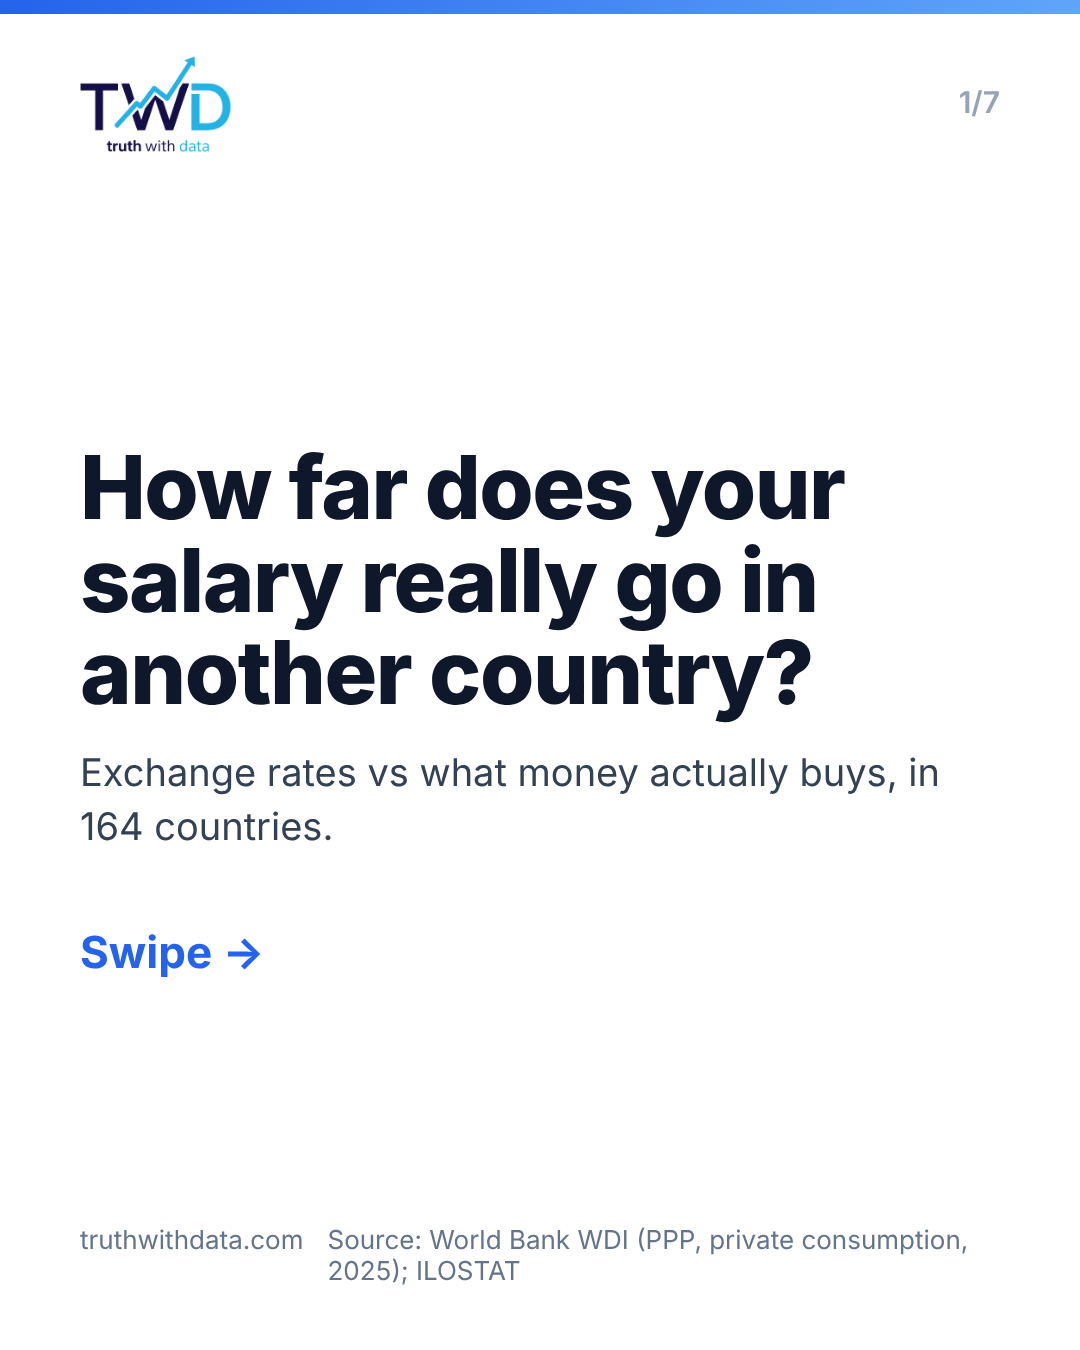 TWD
truth with data
1/7
How far does your
salary really go in
another country?
Exchange rates vs what money actually buys, in
164 countries.
Swipe →
truthwithdata.com
Source: World Bank WDI (PPP, private consumption,
2025); ILOSTAT